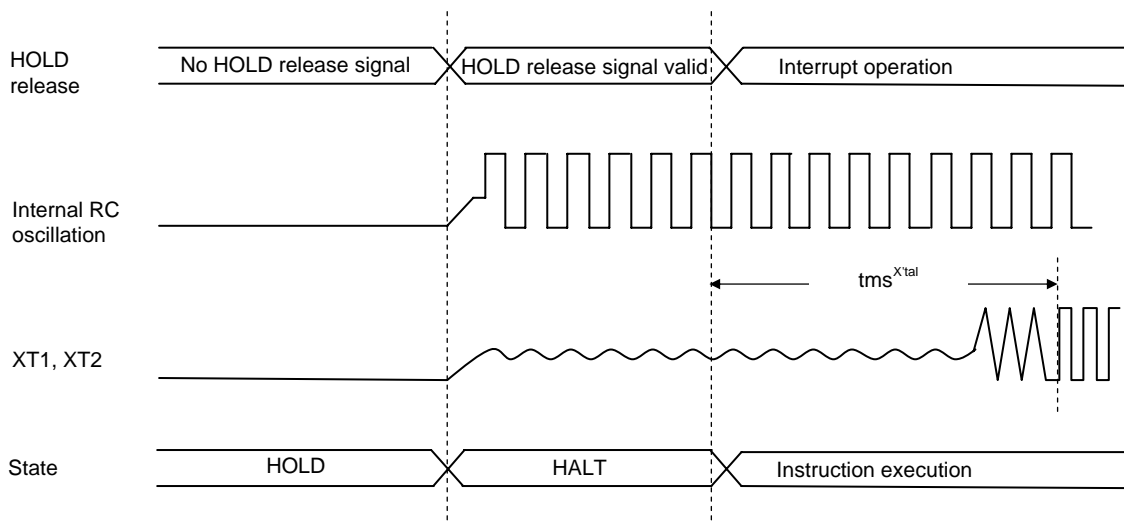 HOLD
release
No HOLD release signal
HOLD release signal valid
Interrupt operation
Internal RC
oscillation
tmsX'tal
XT1, XT2
State
HOLD
HALT
Instruction execution